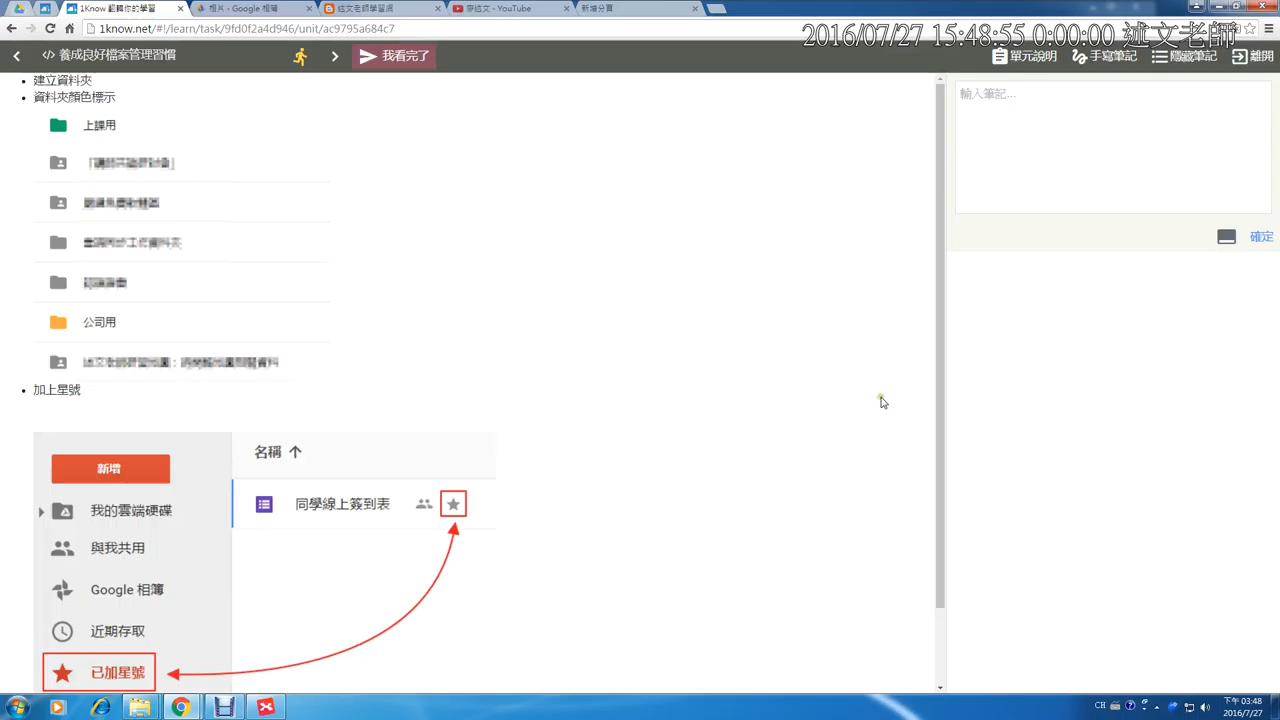 1Know 翻轉你的學習
相片 - Google 相簿
述文老師學習網
廖述文 - YouTube
新增分頁
1know.net/#!/learn/task/9fd0f2a4d946/unit/ac9795a684c7
2016/07/27 15:48:55 0:00:00 述文老師
養成良好檔案管理習慣
我看完了
單元說明
手寫筆記
隱藏筆記
離開
建立資料夾
資料夾顏色標示
上課用
公司用
加上星號
輸入筆記...
確定
新增
我的雲端硬碟
與我共用
Google 相簿
近期存取
已加星號
名稱
同學線上簽到表
CH
下午 03:48
2016/7/27